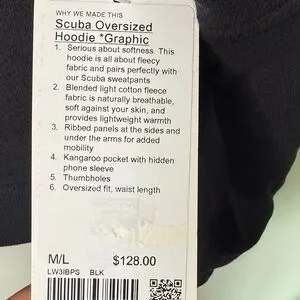 WHY WE MADE THIS
Scuba Oversized
Hoodie *Graphic
1. Serious about softness. This
hoodie is all about fleecy
fabric and pairs perfectly with
our Scuba sweatpants
2. Blended light cotton fleece
fabric is naturally breathable,
soft against your skin, and
provides lightweight warmth
3. Ribbed panels at the sides and
under the arms for added
mobility
4. Kangaroo pocket with hidden
phone sleeve
5. Thumbholes
6. Oversized fit, waist length
M/L $128.00
LW3IBPS BLK